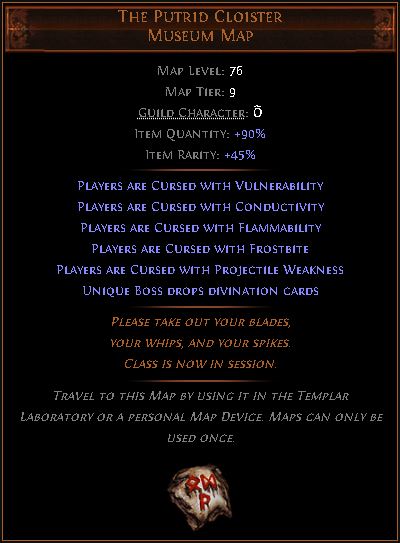 The Putrid Cloister
Museum Map
Map Level: 76
Map Tier: 9
Guild Character: Õ
Item Quantity: +90%
Item Rarity: +45%
Players are Cursed with Vulnerability
Players are Cursed with Conductivity
Players are Cursed with Flammability
Players are Cursed with Frostbite
Players are Cursed with Projectile Weakness
Unique Boss drops divination cards
Please take out your blades,
your whips, and your spikes.
Class is now in session.
Travel to this Map by using it in the Templar
Laboratory or a personal Map Device. Maps can only be
used once.